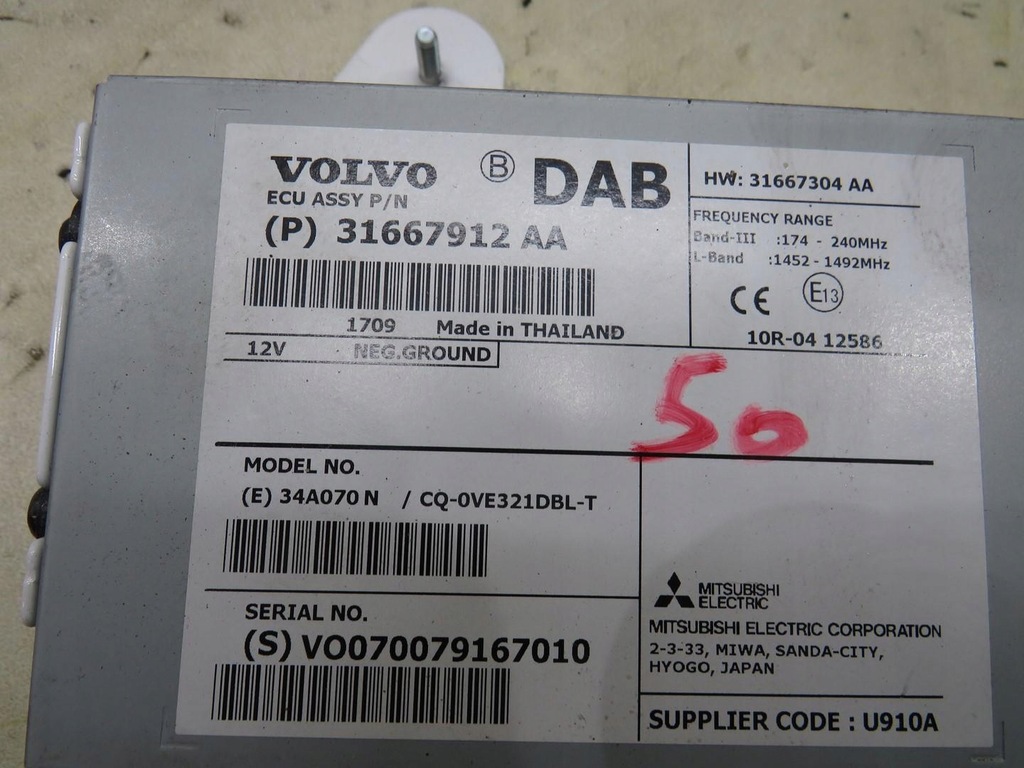 VOLVO Ⓑ DAB
ECU ASSY P/N
(P) 31667912 AA
1709 Made in THAILAND
12V NEG.GROUND
HW: 31667304 AA
FREQUENCY RANGE
Band-III :174 - 240MHz
L-Band :1452 - 1492MHz
CE E13
10R-04 12586
50
MODEL NO.
(E) 34A070 N / CQ-0VE321DBL-T
SERIAL NO.
(S) VO070079167010
MITSUBISHI
ELECTRIC
MITSUBISHI ELECTRIC CORPORATION
2-3-33, MIWA, SANDA-CITY,
HYOGO, JAPAN
SUPPLIER CODE : U910A